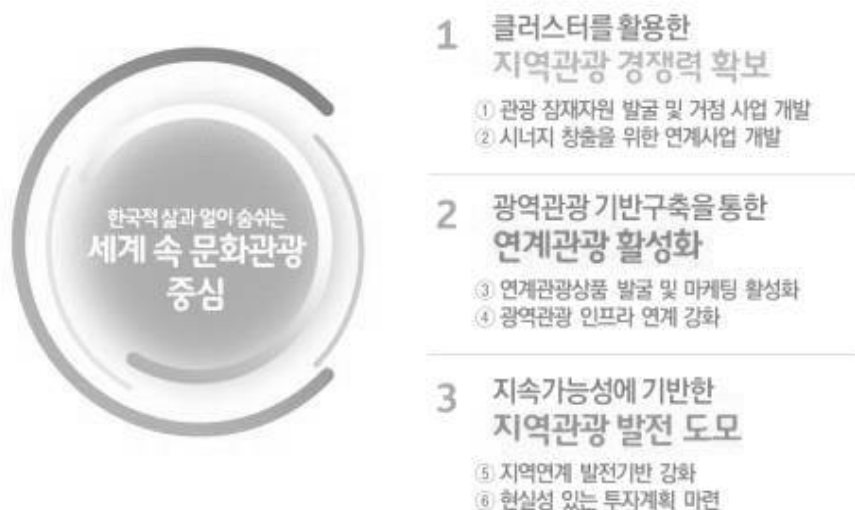 한국적 삶과 얼이 숨쉬는
세계 속 문화관광
중심
1 클러스터를 활용한
지역관광 경쟁력 확보
① 관광 잠재자원 발굴 및 거점 사업 개발
② 시너지 창출을 위한 연계사업 개발
2 광역관광 기반구축을 통한
연계관광 활성화
③ 연계관광상품 발굴 및 마케팅 활성화
④ 광역관광 인프라 연계 강화
3 지속가능성에 기반한
지역관광 발전 도모
⑤ 지역연계 발전기반 강화
⑥ 현실성 있는 투자계획 마련